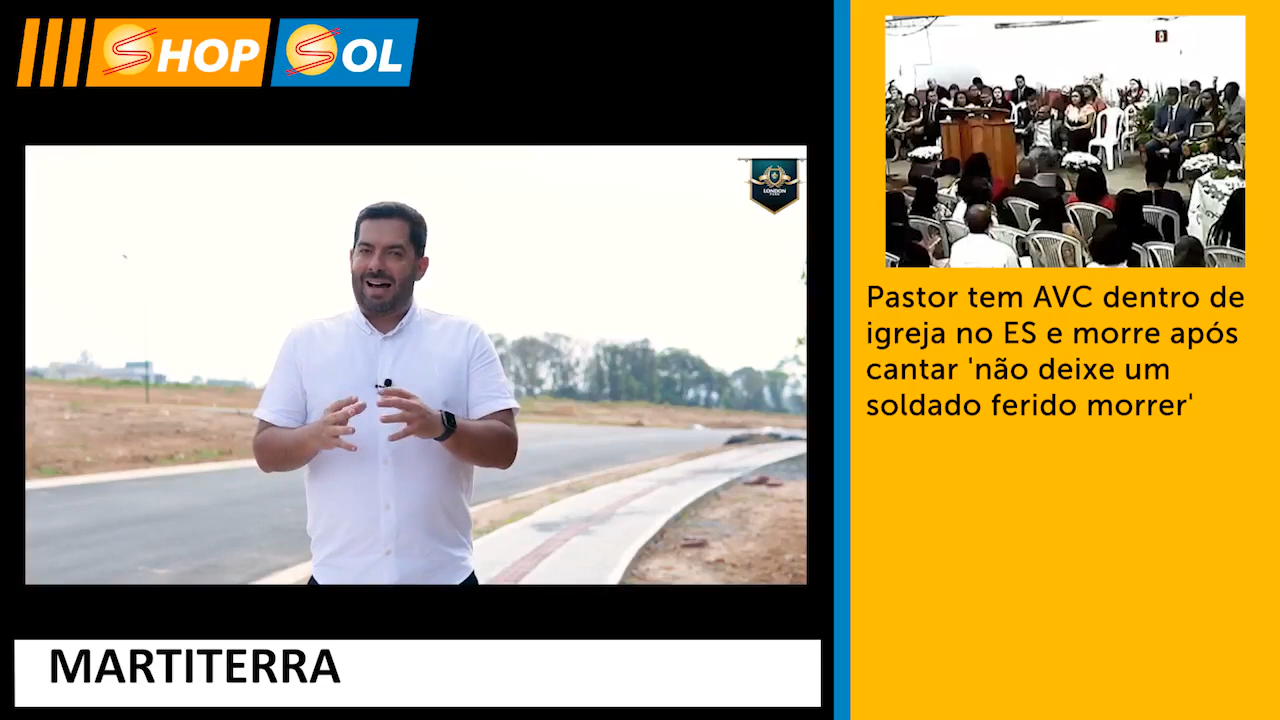 SHOP SOL
LONDON
PARK
MARTITERRA
Pastor tem AVC dentro de
igreja no ES e morre após
cantar 'não deixe um
soldado ferido morrer'